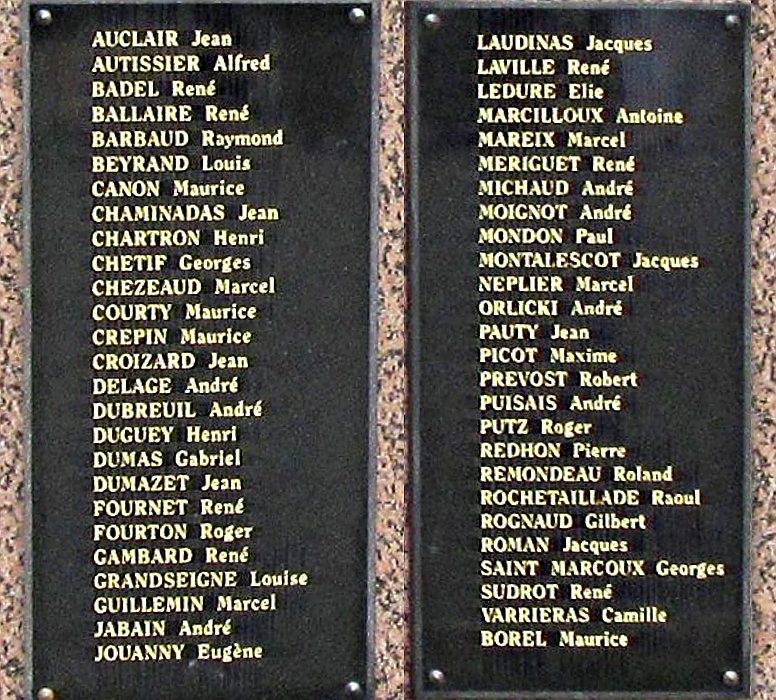 AUCLAIR Jean
AUTISSIER Alfred
BADEL René
BALLAIRE René
BARBAUD Raymond
BEYRAND Louis
CANON Maurice
CHAMINADAS Jean
CHARTRON Henri
CHETIF Georges
CHEZEAUD Marcel
COURTY Maurice
CREPIN Maurice
CROIZARD Jean
DELAGE André
DUBREUIL André
DUGUEY Henri
DUMAS Gabriel
DUMAZET Jean
FOURNET René
FOURTON Roger
GAMBARD René
GRANDSEIGNE Louise
GUILLEMIN Marcel
JABAIN André
JOUANNY Eugène
LAUDINAS Jacques
LAVILLE René
LEDURE Elie
MARCILLOUX Antoine
MAREIX Marcel
MERIGUET René
MICHAUD André
MOIGNOT André
MONDON Paul
MONTALESCOT Jacques
NEPLIER Marcel
ORLICKI André
PAUTY Jean
PICOT Maxime
PREVOST Robert
PUISAIS André
PUTZ Roger
REDHON Pierre
REMONDEAU Roland
ROCHETAILLADE Raoul
ROGNAUD Gilbert
ROMAN Jacques
SAINT MARCOUX Georges
SUDROT René
VARRIERAS Camille
BOREL Maurice